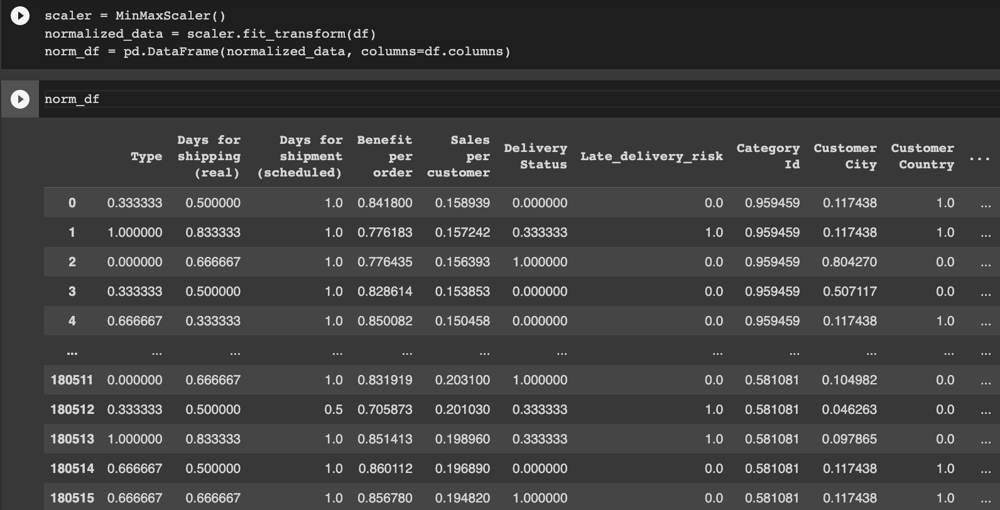 scaler = MinMaxScaler()
normalized_data = scaler.fit_transform(df)
norm_df = pd.DataFrame(normalized_data, columns=df.columns)
norm_df
Type Days for shipping (real) Days for shipment (scheduled) Benefit per order Sales per customer Delivery Status Late_delivery_risk Category Id Customer City Customer Country ...
0 0.333333 0.500000 1.0 0.841800 0.158939 0.000000 0.0 0.959459 0.117438 1.0 ...
1 1.000000 0.833333 1.0 0.776183 0.157242 0.333333 1.0 0.959459 0.117438 1.0 ...
2 0.000000 0.666667 1.0 0.776435 0.156393 1.000000 0.0 0.959459 0.804270 0.0 ...
3 0.333333 0.500000 1.0 0.828614 0.153853 0.000000 0.0 0.959459 0.507117 0.0 ...
4 0.666667 0.333333 1.0 0.850082 0.150458 0.000000 0.0 0.959459 0.117438 1.0 ...
... ... ... ... ... ... ... ... ... ... ... ...
180511 0.000000 0.666667 1.0 0.831919 0.203100 1.000000 0.0 0.581081 0.104982 0.0 ...
180512 0.333333 0.500000 0.5 0.705873 0.201030 0.333333 1.0 0.581081 0.046263 0.0 ...
180513 1.000000 0.833333 1.0 0.851413 0.198960 0.333333 1.0 0.581081 0.097865 0.0 ...
180514 0.666667 0.500000 1.0 0.860112 0.196890 0.000000 0.0 0.581081 0.117438 1.0 ...
180515 0.666667 0.666667 1.0 0.856780 0.194820 1.000000 0.0 0.581081 0.117438 1.0 ...